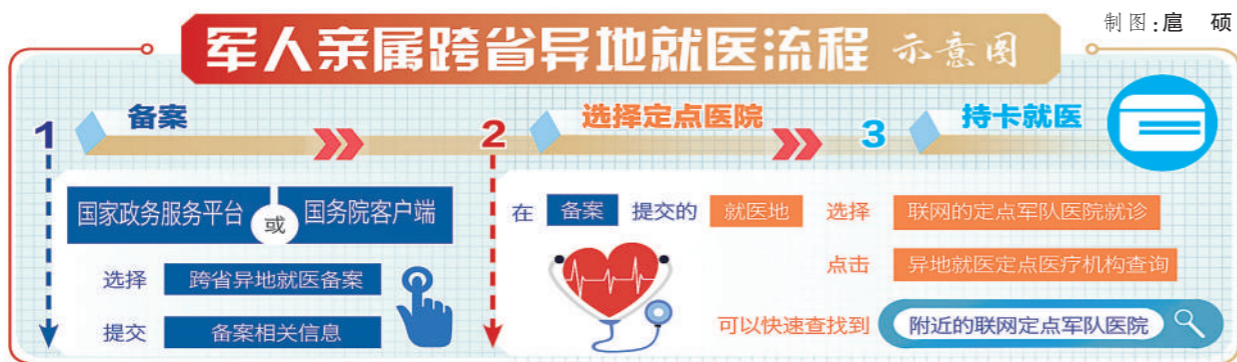 制图:扈 硕
军人亲属跨省异地就医流程 示意图
1 备案
国家政务服务平台 或 国务院客户端
选择 跨省异地就医备案
提交 备案相关信息
2 选择定点医院
在 备案 提交的 就医地 选择 联网的定点军队医院就诊
点击 异地就医定点医疗机构查询
可以快速查找到 附近的联网定点军队医院
3 持卡就医